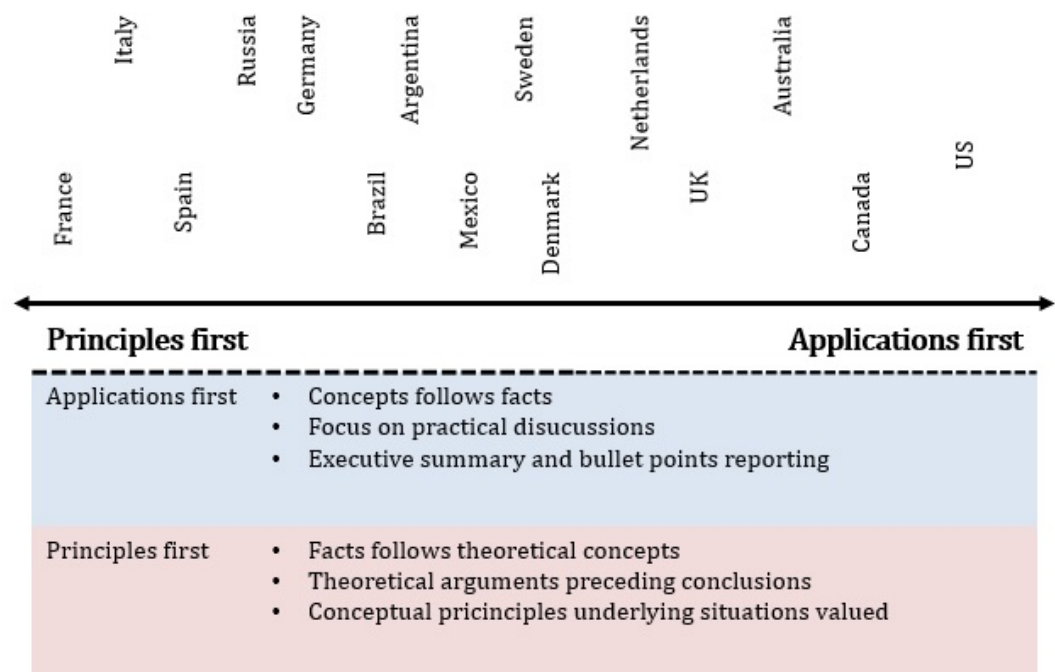 Italy
Russia
Germany
Argentina
Sweden
Netherlands
Australia
US
France
Spain
Brazil
Mexico
Denmark
UK
Canada
Principles first
Applications first
Applications first
• Concepts follows facts
• Focus on practical disucussions
• Executive summary and bullet points reporting
Principles first
• Facts follows theoretical concepts
• Theoretical arguments preceding conclusions
• Conceptual pricinciples underlying situations valued